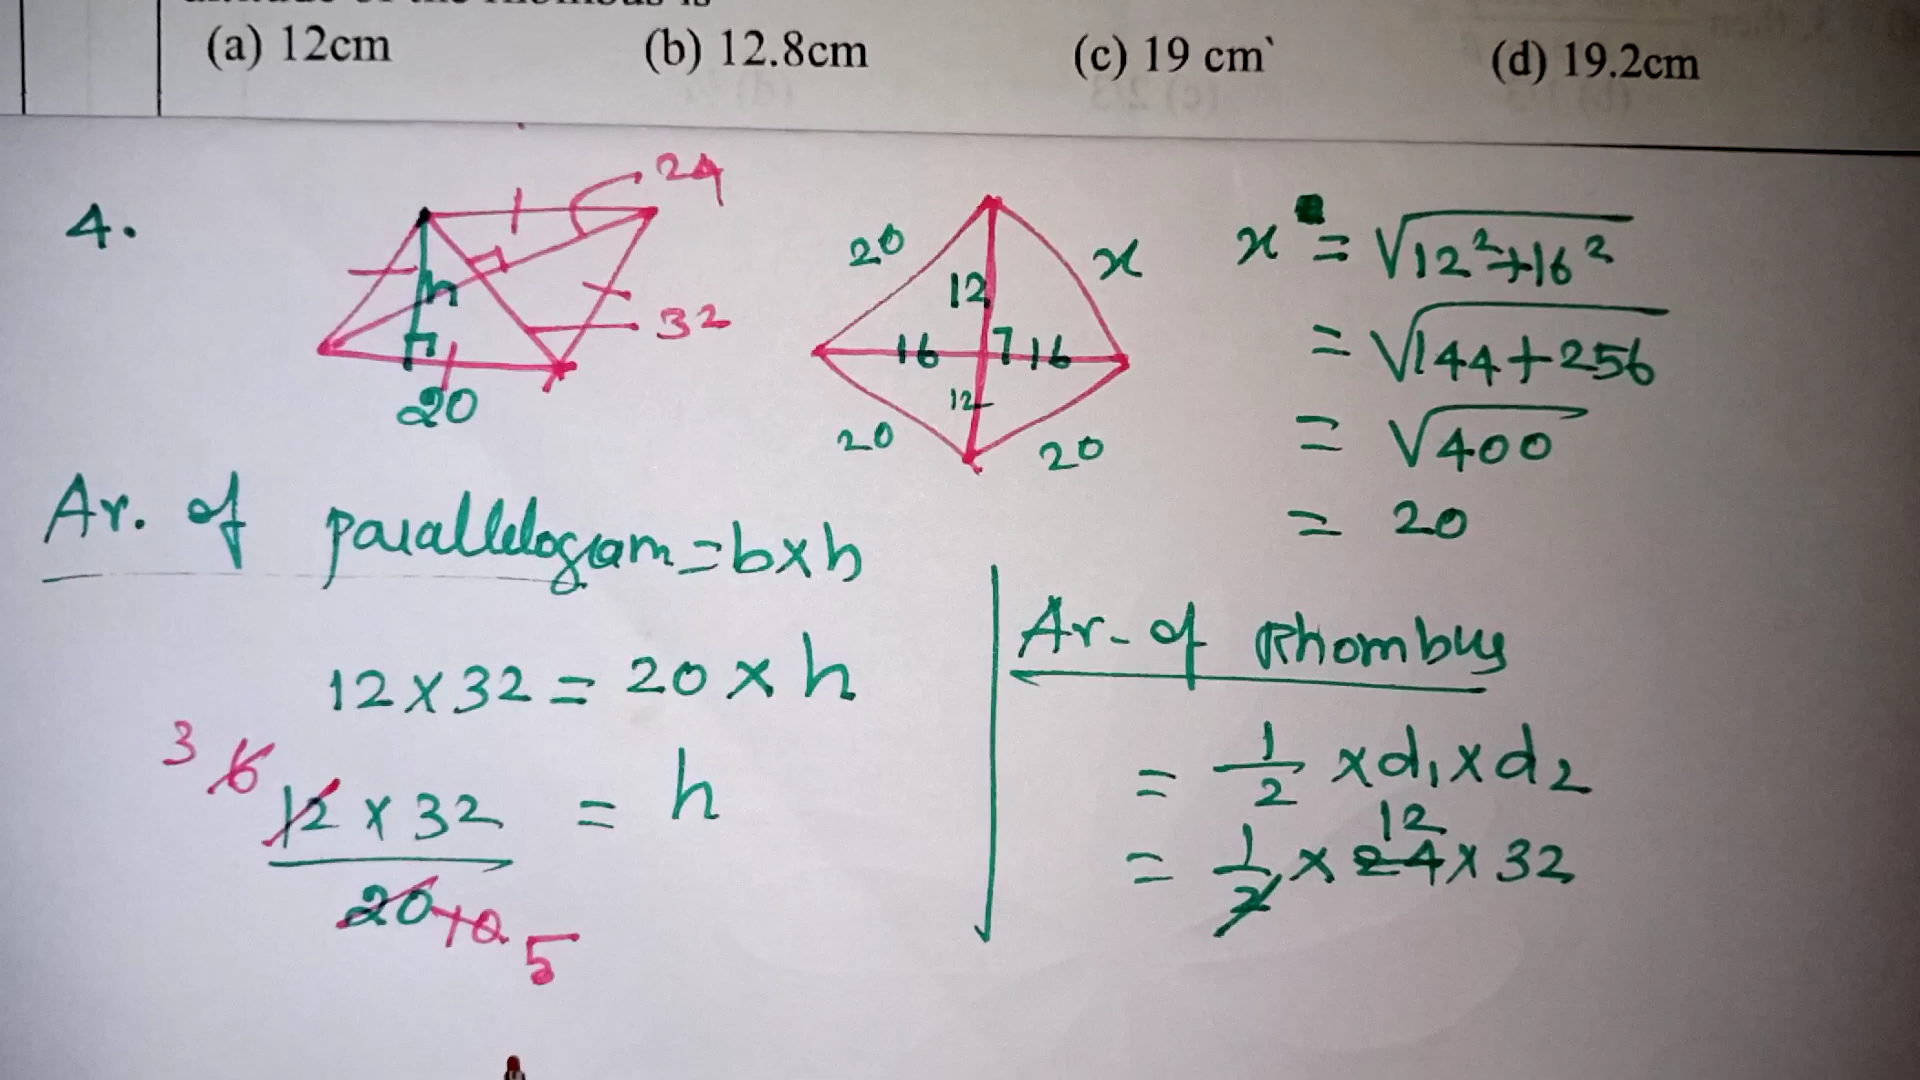 (a) 12cm (b) 12.8cm (c) 19 cm` (d) 19.2cm
4.
24
h
32
20
20
x
12
16
16
12
20
20
x = √12²+16²
= √144+256
= √400
= 20
Ar. of parallelogram = b×h
12×32 = 20×h
3 6
12×32 = h
20 10 5
Ar. of Rhombus
= 1/2 ×d₁×d₂
12
= 1/2 × 24 × 32